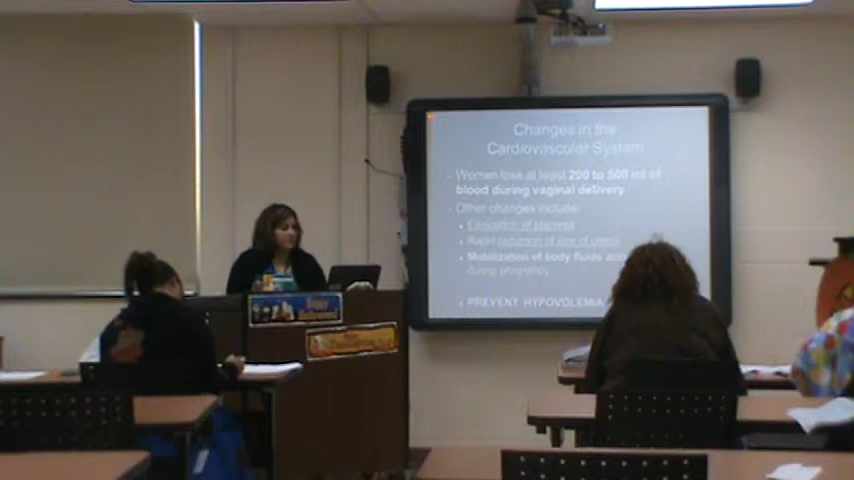 Changes in the
Cardiovascular System
Women lose at least 200 to 500 ml of
blood during vaginal delivery
Other changes include:
Elimination of placenta
Rapid reduction of size of uterus
Mobilization of body fluids
during pregnancy
PREVENT HYPOVOLEMIA
Happy